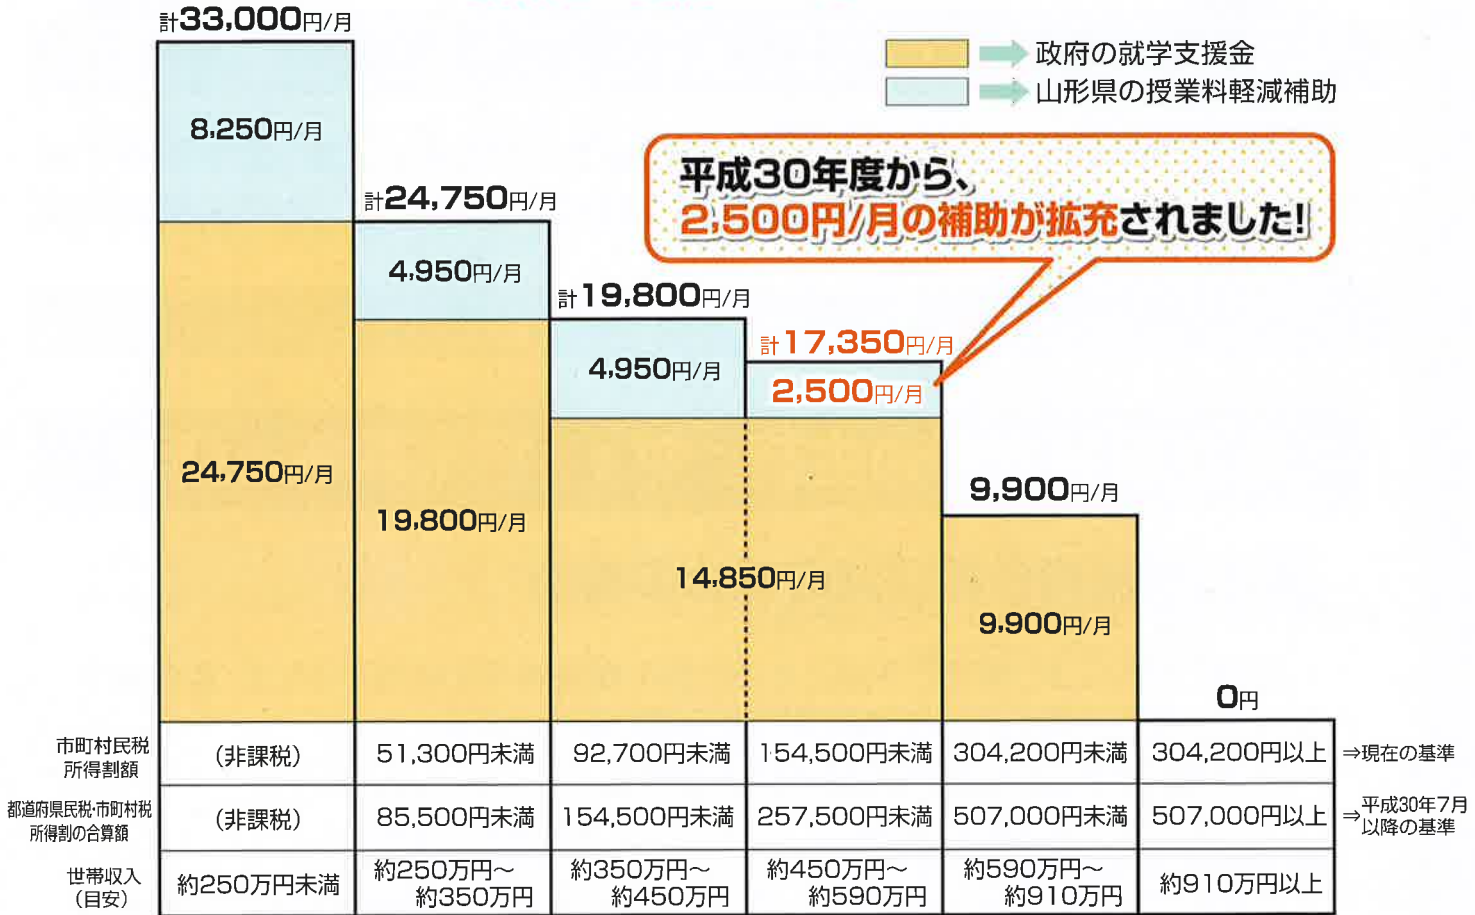 計33,000円/月
政府の就学支援金
山形県の授業料軽減補助
8,250円/月
平成30年度から、
2,500円/月の補助が拡充されました!
計24,750円/月
4,950円/月
計19,800円/月
4,950円/月
計17,350円/月
2,500円/月
24,750円/月
19,800円/月
14,850円/月
9,900円/月
9,900円/月
0円
市町村民税
所得割額
(非課税)
51,300円未満
92,700円未満
154,500円未満
304,200円未満
304,200円以上
⇒現在の基準
都道府県民税・市町村税
所得割の合算額
(非課税)
85,500円未満
154,500円未満
257,500円未満
507,000円未満
507,000円以上
⇒平成30年7月
以降の基準
世帯収入
(目安)
約250万円未満
約250万円～
約350万円
約350万円～
約450万円
約450万円～
約590万円
約590万円～
約910万円
約910万円以上